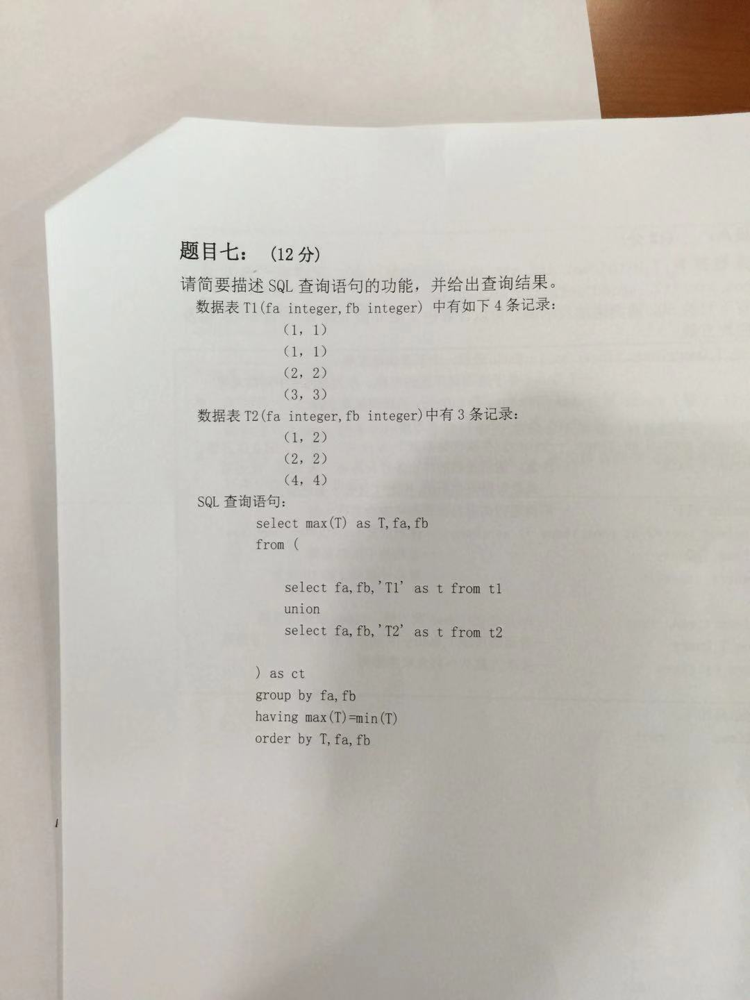 题目七： (12 分)
请简要描述 SQL 查询语句的功能，并给出查询结果。
数据表 T1(fa integer,fb integer) 中有如下 4 条记录：
（1，1）
（1，1）
（2，2）
（3，3）
数据表 T2(fa integer,fb integer)中有 3 条记录：
（1，2）
（2，2）
（4，4）
SQL 查询语句：
select max(T) as T,fa,fb
from (
select fa,fb,'T1' as t from t1
union
select fa,fb,'T2' as t from t2
) as ct
group by fa,fb
having max(T)=min(T)
order by T,fa,fb